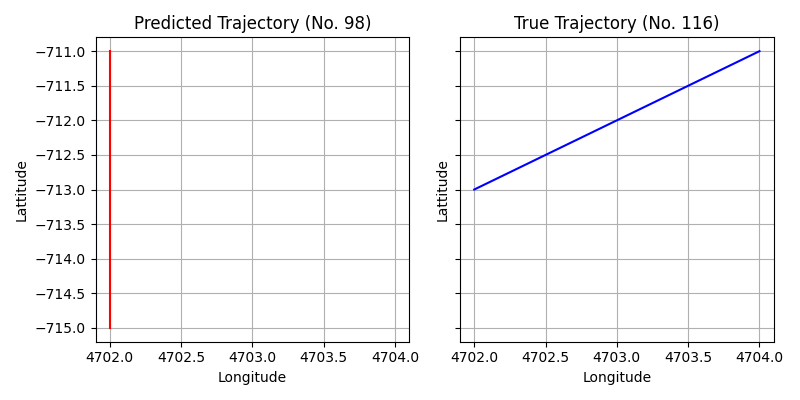 Predicted Trajectory (No. 98)
True Trajectory (No. 116)
−711.0
−711.5
−712.0
−712.5
−713.0
−713.5
−714.0
−714.5
−715.0
Lattitude
Lattitude
4702.0 4702.5 4703.0 4703.5 4704.0
4702.0 4702.5 4703.0 4703.5 4704.0
Longitude
Longitude